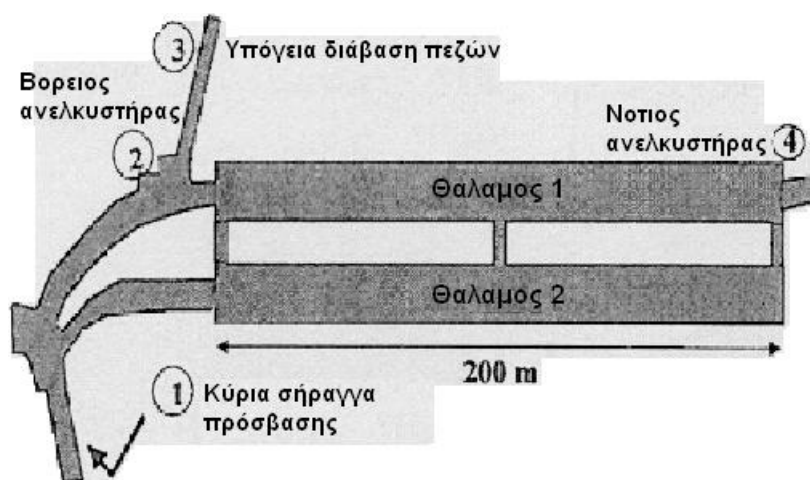 3 Υπόγεια διάβαση πεζών
Βορειος
ανελκυστήρας
2
Νοτιος
ανελκυστήρας 4
Θαλαμος 1
Θαλαμος 2
200 m
1 Κύρια σήραγγα
πρόσβασης